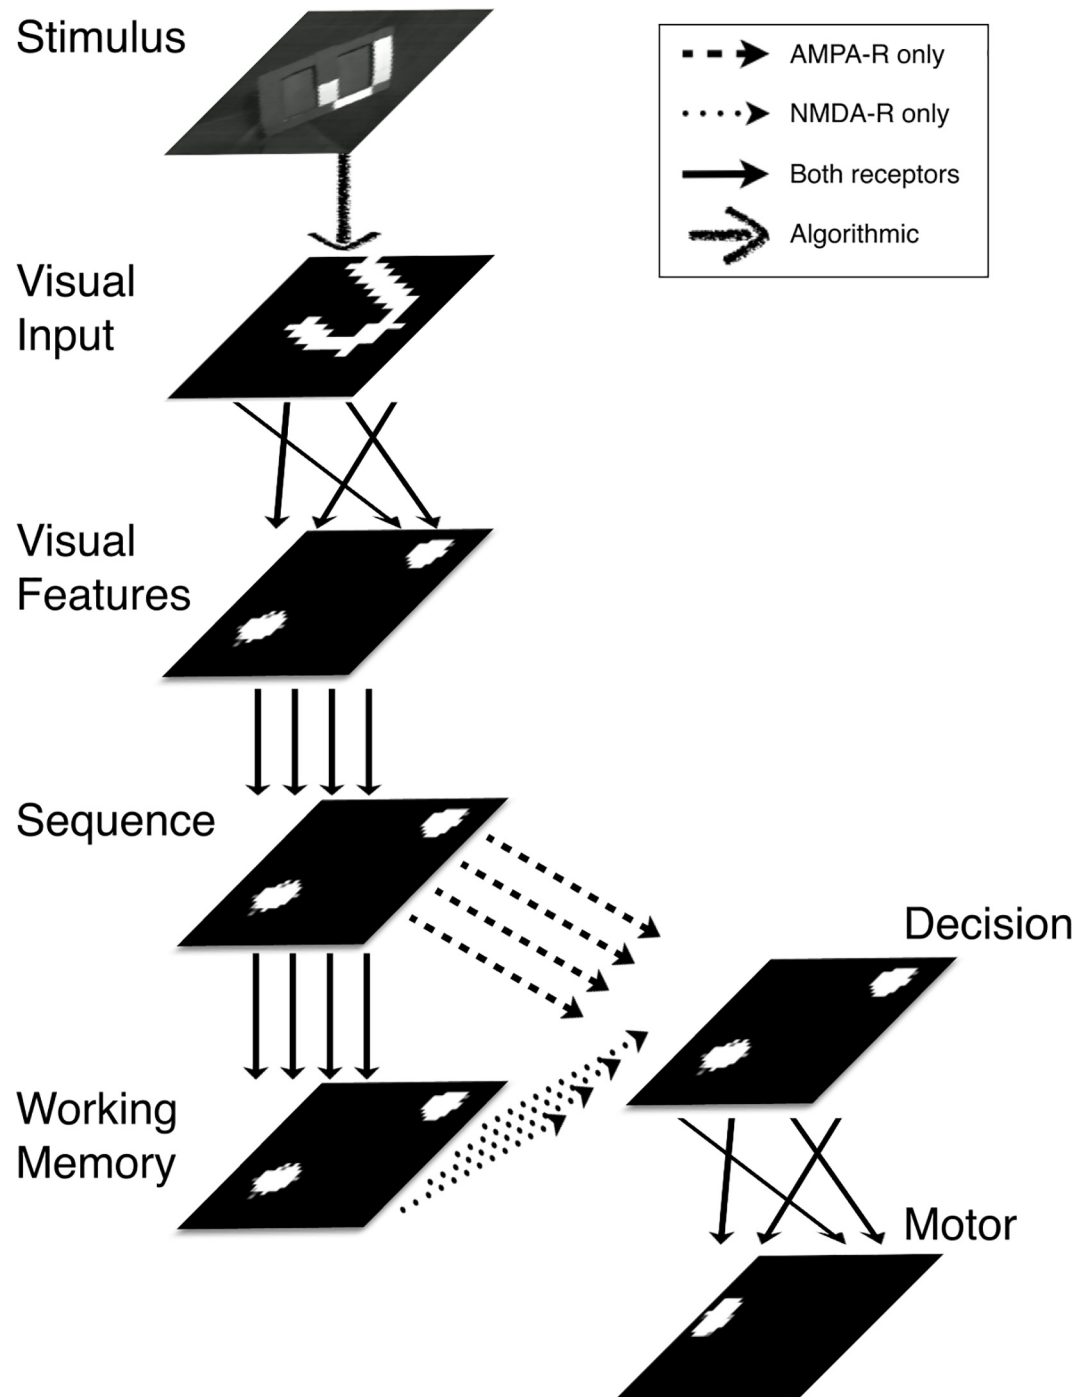 Stimulus
AMPA-R only
NMDA-R only
Both receptors
Algorithmic
Visual
Input
Visual
Features
Sequence
Decision
Working
Memory
Motor